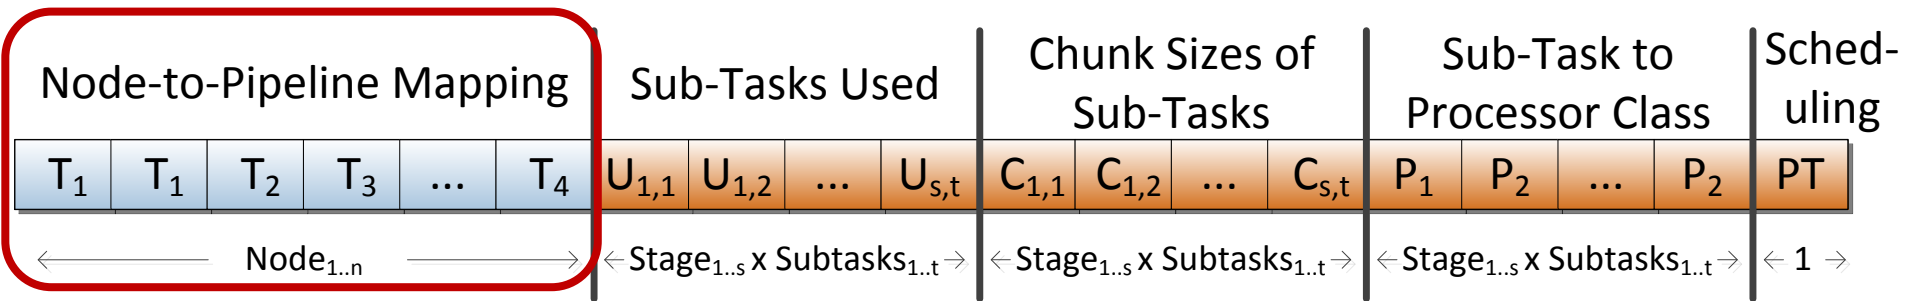 Node-to-Pipeline Mapping
Sub-Tasks Used
Chunk Sizes of
Sub-Tasks
Sub-Task to
Processor Class
Sched-
uling
T1 T1 T2 T3 ... T4 U1,1 U1,2 ... Us,t C1,1 C1,2 ... Cs,t P1 P2 ... P2 PT
Node1..n
Stage1..s x Subtasks1..t
Stage1..s x Subtasks1..t
Stage1..s x Subtasks1..t
1